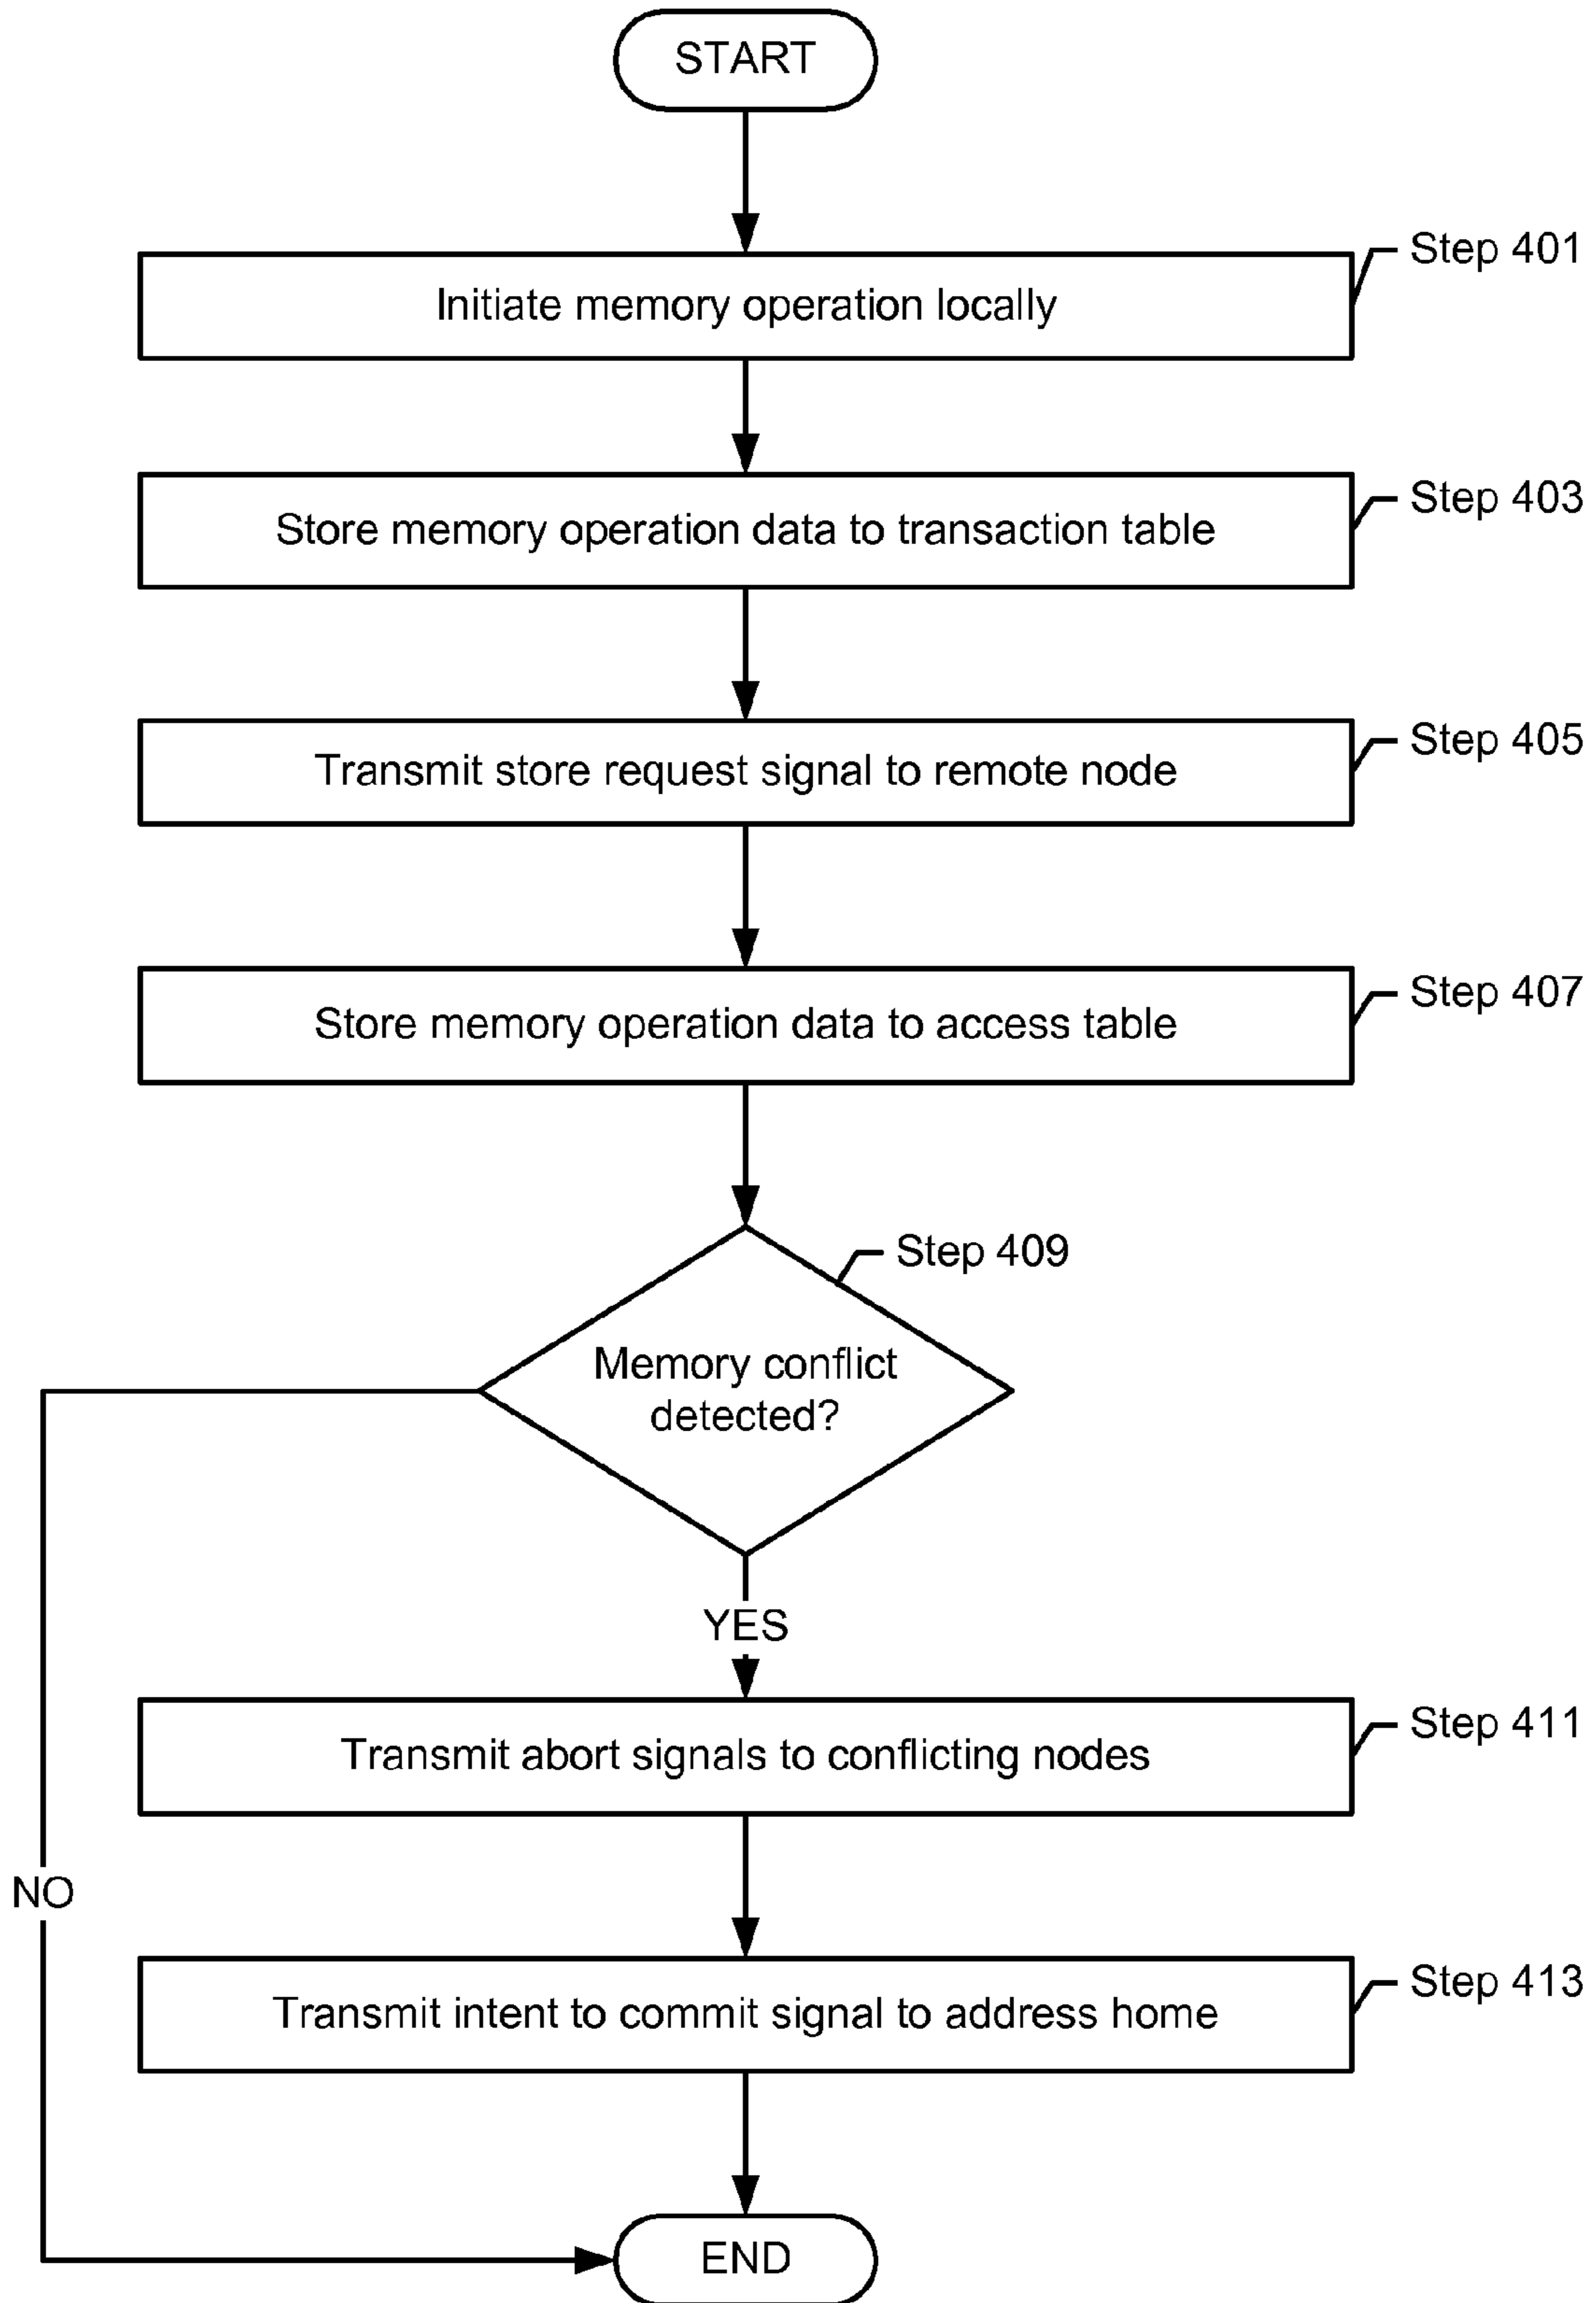 START
Step 401
Initiate memory operation locally
Step 403
Store memory operation data to transaction table
Step 405
Transmit store request signal to remote node
Step 407
Store memory operation data to access table
Step 409
Memory conflict
detected?
YES
Step 411
Transmit abort signals to conflicting nodes
NO
Step 413
Transmit intent to commit signal to address home
END